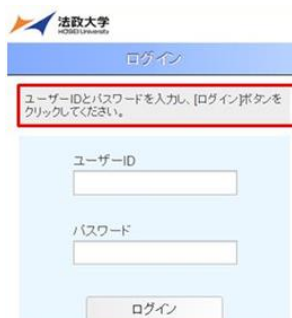 法政大学
HOSEI University
ログイン
ユーザーIDとパスワードを入力し、[ログイン]ボタンを
クリックしてください。
ユーザーID
パスワード
ログイン